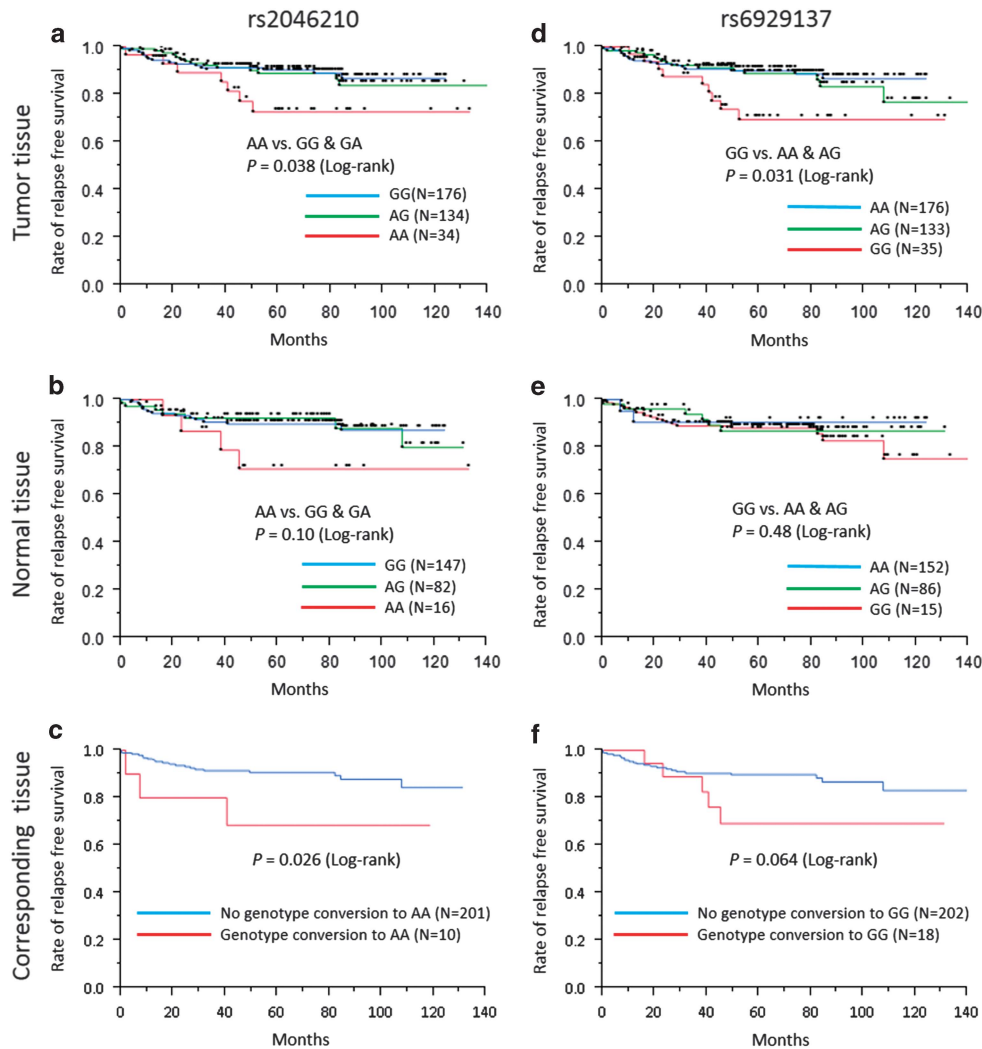 rs2046210
rs6929137
Tumor tissue
Normal tissue
Corresponding tissue
a
Rate of relapse free survival
1.0
0.8
0.6
0.4
0.2
0.0
AA vs. GG & GA
P = 0.038 (Log-rank)
GG(N=176)
AG (N=134)
AA (N=34)
0 20 40 60 80 100 120 140
Months
d
Rate of relapse free survival
1.0
0.8
0.6
0.4
0.2
0.0
GG vs. AA & AG
P = 0.031 (Log-rank)
AA (N=176)
AG (N=133)
GG (N=35)
0 20 40 60 80 100 120 140
Months
b
Rate of relapse free survival
1.0
0.8
0.6
0.4
0.2
0.0
AA vs. GG & GA
P = 0.10 (Log-rank)
GG (N=147)
AG (N=82)
AA (N=16)
0 20 40 60 80 100 120 140
Months
e
Rate of relapse free survival
1.0
0.8
0.6
0.4
0.2
0.0
GG vs. AA & AG
P = 0.48 (Log-rank)
AA (N=152)
AG (N=86)
GG (N=15)
0 20 40 60 80 100 120 140
Months
c
Rate of relapse free survival
1.0
0.8
0.6
0.4
0.2
0.0
P = 0.026 (Log-rank)
No genotype conversion to AA (N=201)
Genotype conversion to AA (N=10)
0 20 40 60 80 100 120 140
Months
f
Rate of relapse free survival
1.0
0.8
0.6
0.4
0.2
0.0
P = 0.064 (Log-rank)
No genotype conversion to GG (N=202)
Genotype conversion to GG (N=18)
0 20 40 60 80 100 120 140
Months